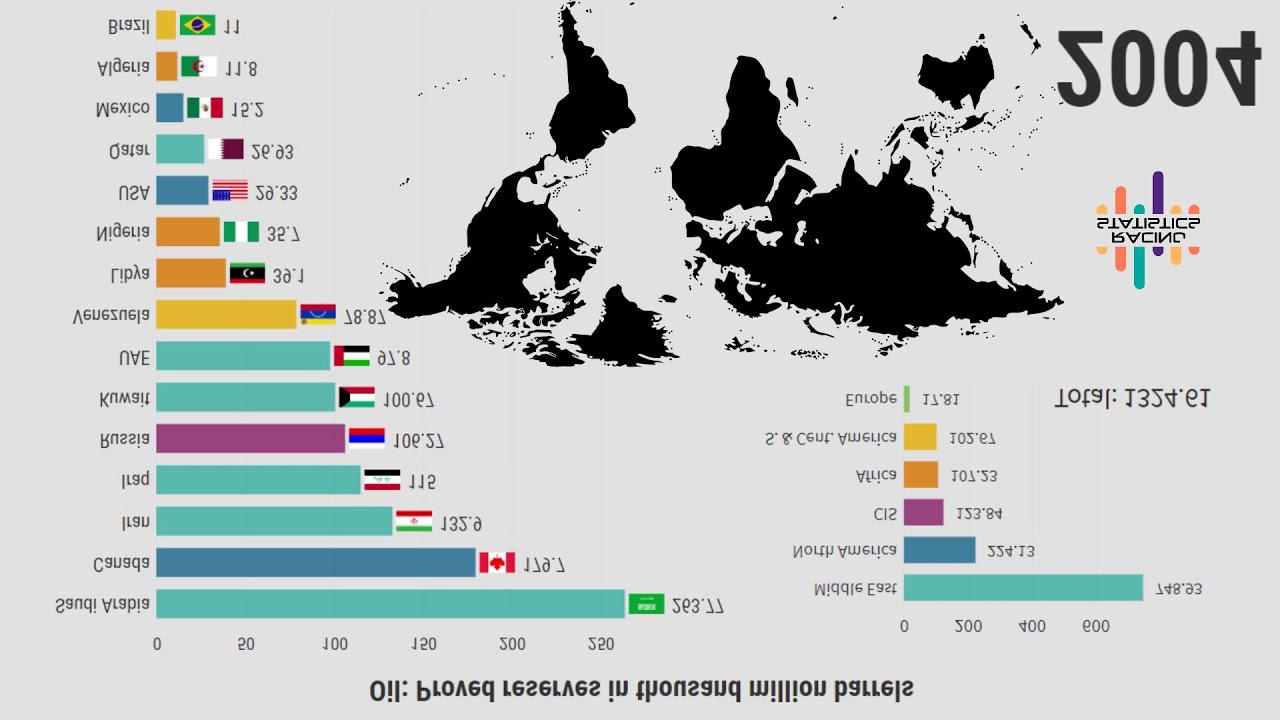 Oil: Proved reserves in thousand million barrels
0 50 100 150 200 250
Saudi Arabia 263.77
Canada 179.7
Iran 132.9
Iraq 115
Russia 106.27
Kuwait 100.67
UAE 97.8
Venezuela 78.87
Libya 39.1
Nigeria 35.7
USA 29.33
Qatar 26.93
Mexico 15.2
Algeria 11.8
Brazil 11
0 200 400 600
Middle East 748.93
North America 224.13
CIS 123.84
Africa 107.23
S. & Cent. America 102.67
Europe 17.81
Total: 1324.61
RACING
STATISTICS
2004